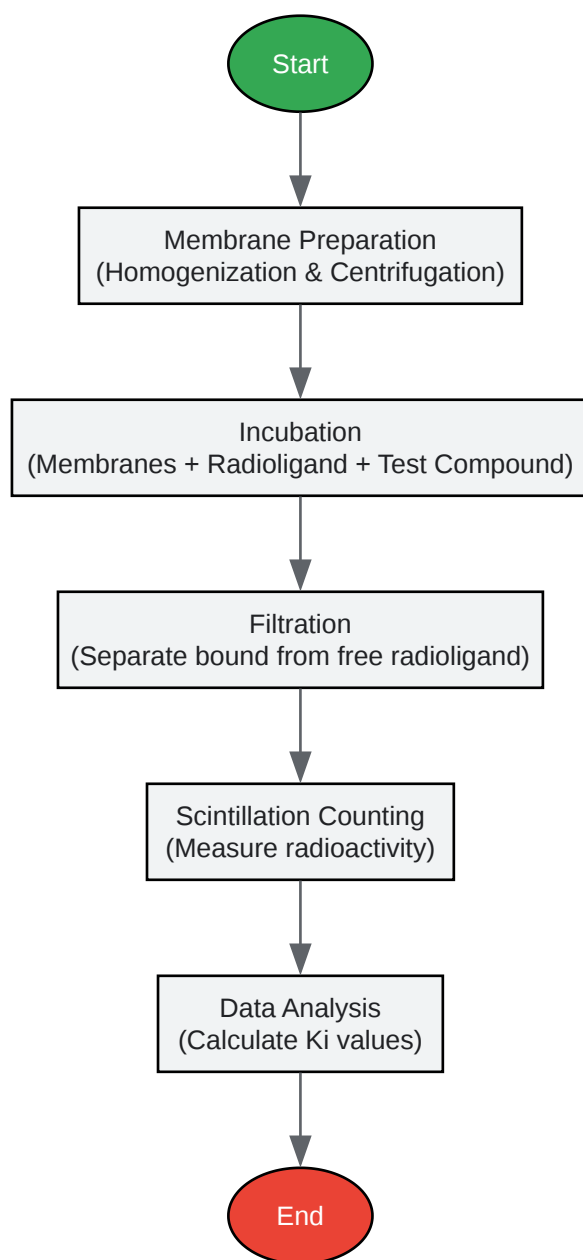 Start
Membrane Preparation
(Homogenization & Centrifugation)
Incubation
(Membranes + Radioligand + Test Compound)
Filtration
(Separate bound from free radioligand)
Scintillation Counting
(Measure radioactivity)
Data Analysis
(Calculate Ki values)
End